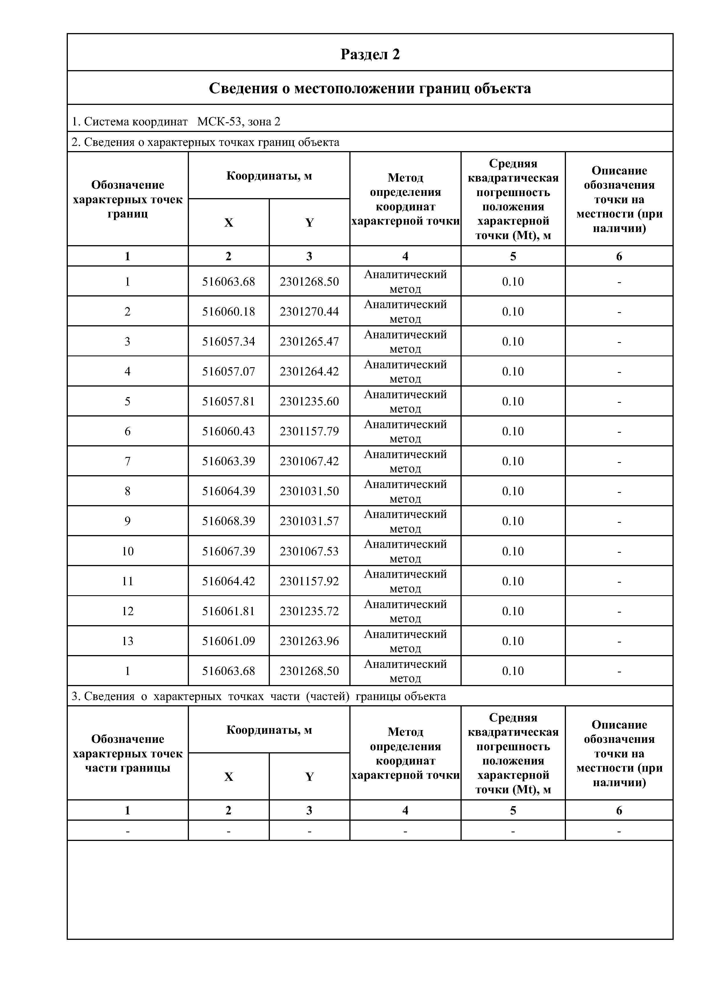 Раздел 2
Сведения о местоположении границ объекта
1. Система координат МСК-53, зона 2
2. Сведения о характерных точках границ объекта
Обозначение
характерных точек
границ
Координаты, м
X
Y
Метод
определения
координат
характерной точки
Средняя
квадратическая
погрешность
положения
характерной
точки (Mt), м
Описание
обозначения
точки на
местности (при
наличии)
1 2 3 4 5 6
1 516063.68 2301268.50 Аналитический метод 0.10 -
2 516060.18 2301270.44 Аналитический метод 0.10 -
3 516057.34 2301265.47 Аналитический метод 0.10 -
4 516057.07 2301264.42 Аналитический метод 0.10 -
5 516057.81 2301235.60 Аналитический метод 0.10 -
6 516060.43 2301157.79 Аналитический метод 0.10 -
7 516063.39 2301067.42 Аналитический метод 0.10 -
8 516064.39 2301031.50 Аналитический метод 0.10 -
9 516068.39 2301031.57 Аналитический метод 0.10 -
10 516067.39 2301067.53 Аналитический метод 0.10 -
11 516064.42 2301157.92 Аналитический метод 0.10 -
12 516061.81 2301235.72 Аналитический метод 0.10 -
13 516061.09 2301263.96 Аналитический метод 0.10 -
1 516063.68 2301268.50 Аналитический метод 0.10 -
3. Сведения о характерных точках части (частей) границы объекта
Обозначение
характерных точек
части границы
Координаты, м
X
Y
Метод
определения
координат
характерной точки
Средняя
квадратическая
погрешность
положения
характерной
точки (Mt), м
Описание
обозначения
точки на
местности (при
наличии)
1 2 3 4 5 6
- - - - - -